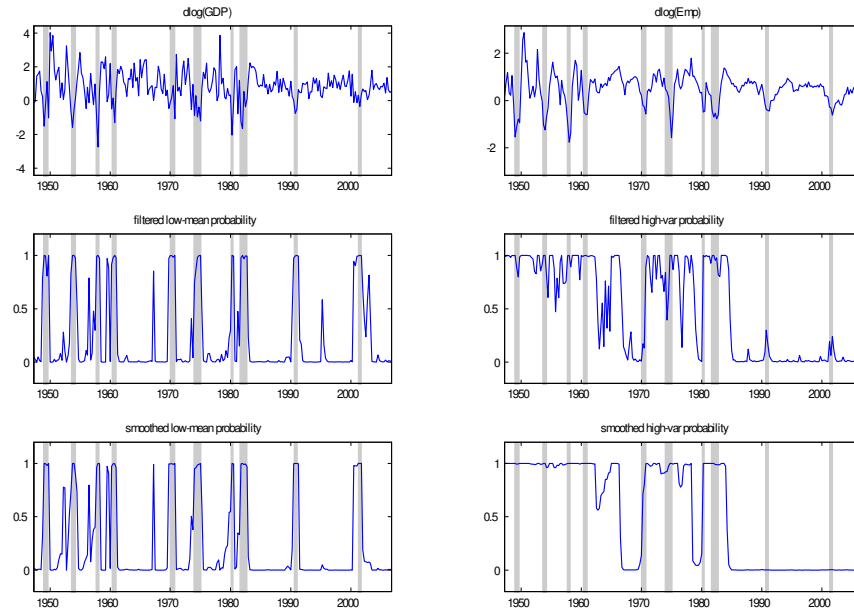 dlog(GDP)
4
2
0
-2
-4
1950 1960 1970 1980 1990 2000
dlog(Emp)
2
0
-2
1950 1960 1970 1980 1990 2000
filtered low-mean probability
1
0.5
0
1950 1960 1970 1980 1990 2000
filtered high-var probability
1
0.5
0
1950 1960 1970 1980 1990 2000
smoothed low-mean probability
1
0.5
0
1950 1960 1970 1980 1990 2000
smoothed high-var probability
1
0.5
0
1950 1960 1970 1980 1990 2000